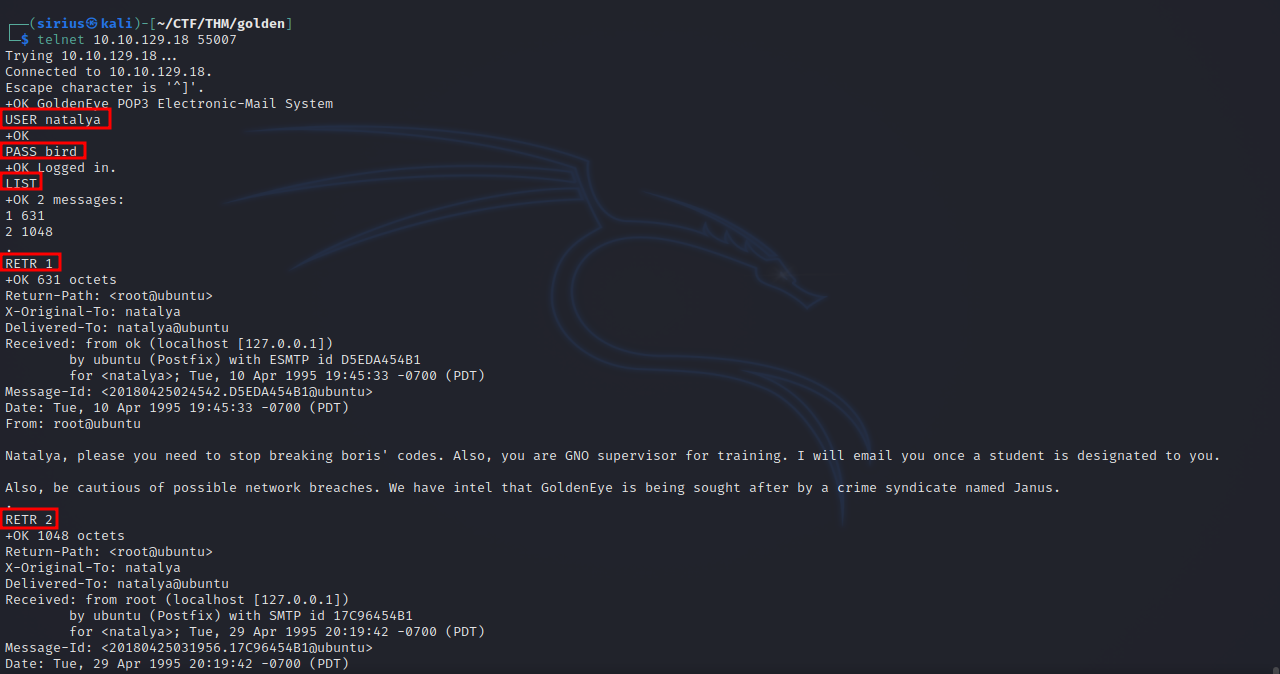 ┌──(sirius㉿kali)-[~/CTF/THM/golden]
└─$ telnet 10.10.129.18 55007
Trying 10.10.129.18...
Connected to 10.10.129.18.
Escape character is '^]'.
+OK GoldenEye POP3 Electronic-Mail System
USER natalya
+OK
PASS bird
+OK Logged in.
LIST
+OK 2 messages:
1 631
2 1048
.
RETR 1
+OK 631 octets
Return-Path: <root@ubuntu>
X-Original-To: natalya
Delivered-To: natalya@ubuntu
Received: from ok (localhost [127.0.0.1])
        by ubuntu (Postfix) with ESMTP id D5EDA454B1
        for <natalya>; Tue, 10 Apr 1995 19:45:33 -0700 (PDT)
Message-Id: <20180425024542.D5EDA454B1@ubuntu>
Date: Tue, 10 Apr 1995 19:45:33 -0700 (PDT)
From: root@ubuntu

Natalya, please you need to stop breaking boris' codes. Also, you are GNO supervisor for training. I will email you once a student is designated to you.

Also, be cautious of possible network breaches. We have intel that GoldenEye is being sought after by a crime syndicate named Janus.
.
RETR 2
+OK 1048 octets
Return-Path: <root@ubuntu>
X-Original-To: natalya
Delivered-To: natalya@ubuntu
Received: from root (localhost [127.0.0.1])
        by ubuntu (Postfix) with SMTP id 17C96454B1
        for <natalya>; Tue, 29 Apr 1995 20:19:42 -0700 (PDT)
Message-Id: <20180425031956.17C96454B1@ubuntu>
Date: Tue, 29 Apr 1995 20:19:42 -0700 (PDT)